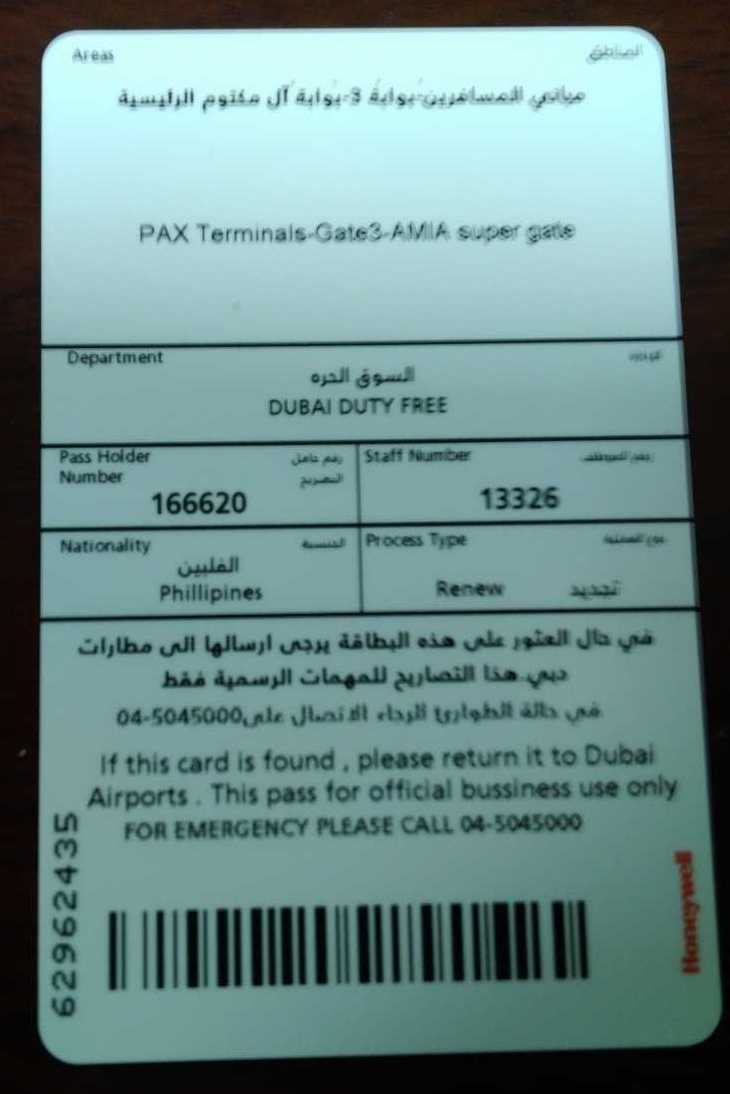 Areas المناطق
مباني المسافرين-بوابة 3-بوابة آل مكتوم الرئيسية
PAX Terminals-Gate3-AMIA super gate
Department
السوق الحره
DUBAI DUTY FREE
Pass Holder Number رقم حامل التصريح
166620
Staff Number رقم الموظف
13326
Nationality الجنسية
الفلبين
Phillipines
Process Type نوع العملية
Renew تجديد
في حال العثور على هذه البطاقة يرجى ارسالها الى مطارات
دبي.هذا التصاريح للمهمات الرسمية فقط
في حالة الطوارئ الرجاء الاتصال على04-5045000
If this card is found , please return it to Dubai
Airports . This pass for official bussiness use only
FOR EMERGENCY PLEASE CALL 04-5045000
62962435
Honeywell